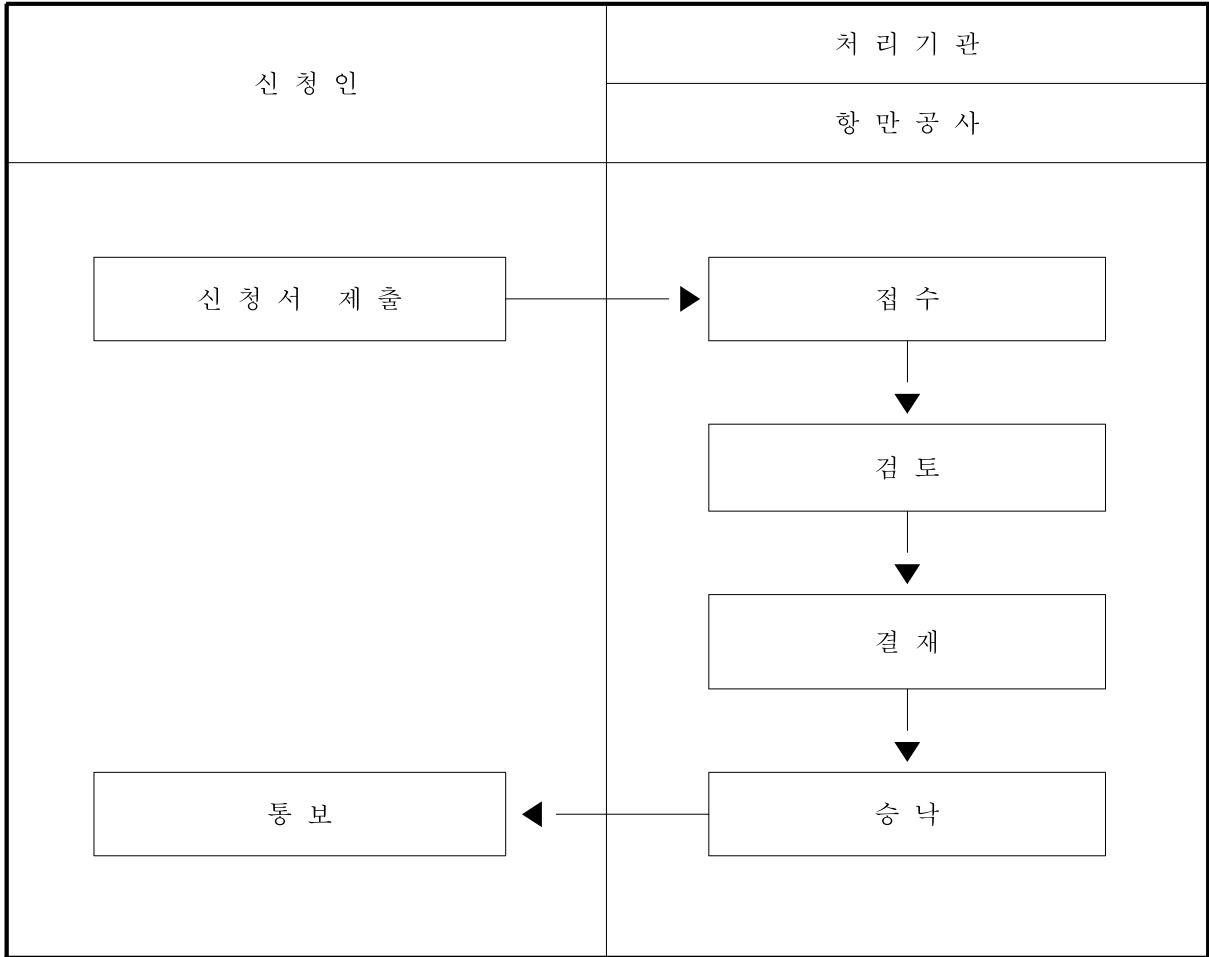 신 청 인
처 리 기 관
항 만 공 사
신 청 서 제 출
접 수
검 토
결 재
통 보
승 낙